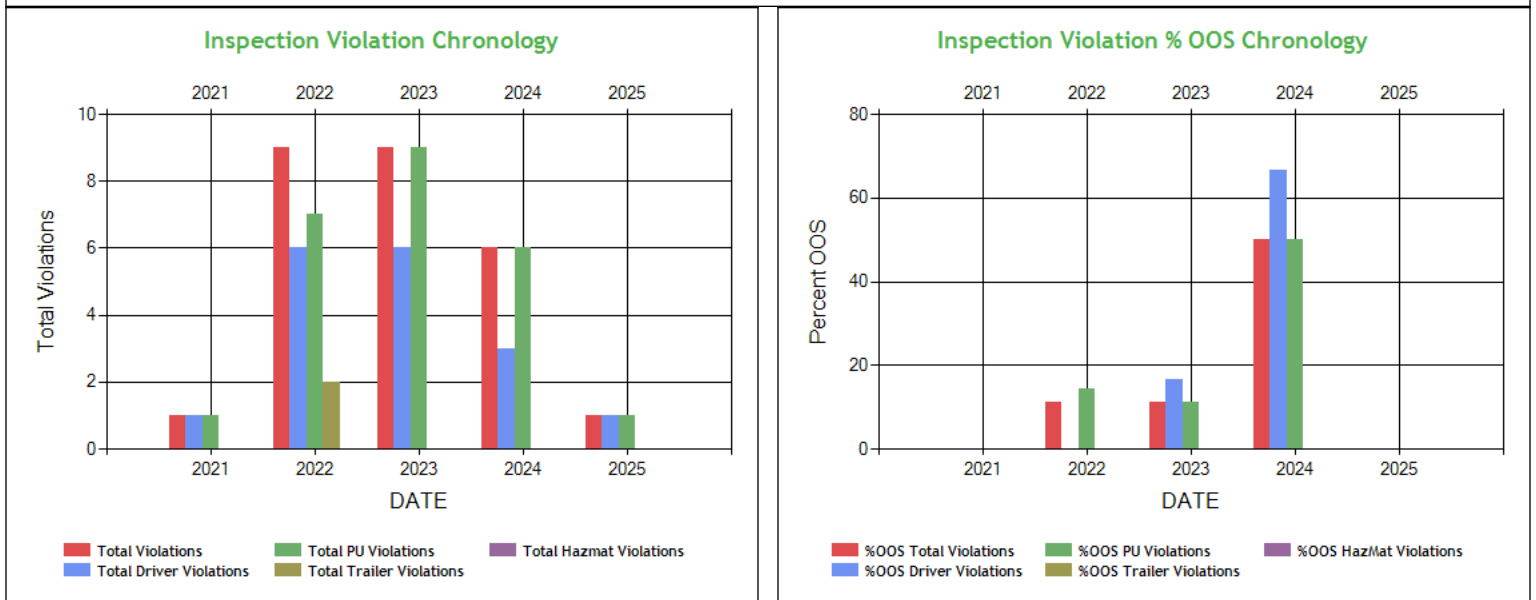 Inspection Violation Chronology
2021 2022 2023 2024 2025
10
8
6
4
2
0
Total Violations
2021 2022 2023 2024 2025
DATE
Total Violations Total PU Violations Total Hazmat Violations
Total Driver Violations Total Trailer Violations
Inspection Violation % OOS Chronology
2021 2022 2023 2024 2025
80
60
40
20
0
Percent OOS
2021 2022 2023 2024 2025
DATE
%OOS Total Violations %OOS PU Violations %OOS HazMat Violations
%OOS Driver Violations %OOS Trailer Violations